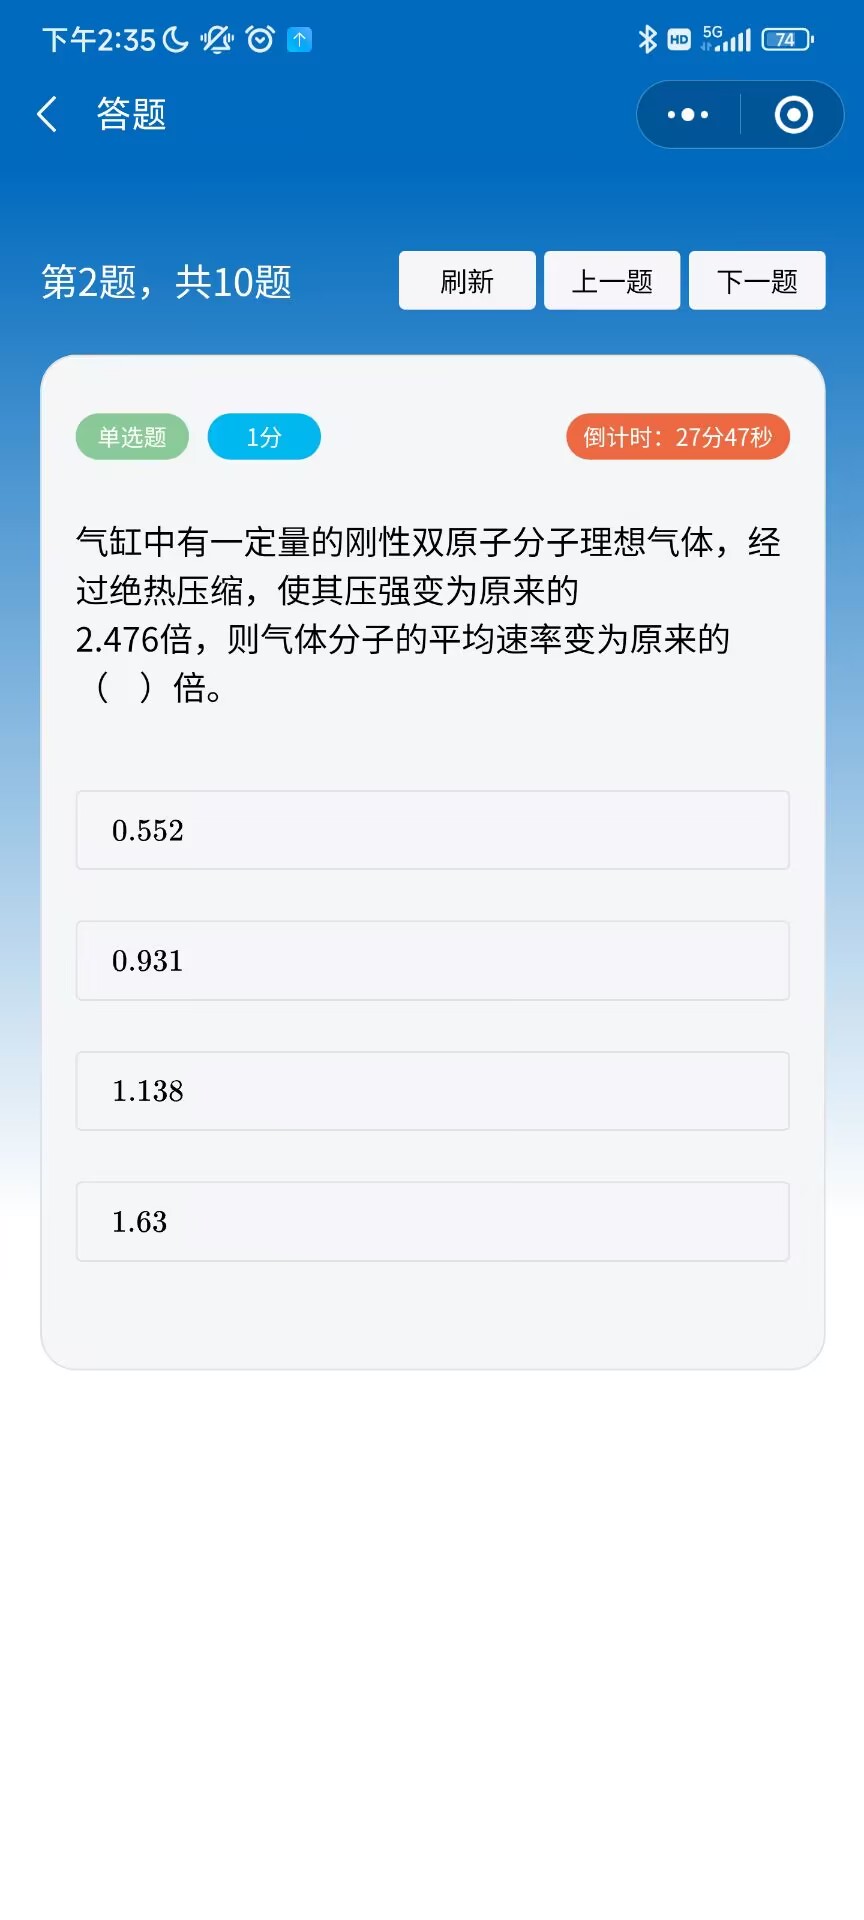 下午2:35 HD 5G 74
答题
第2题，共10题 刷新 上一题 下一题
单选题 1分 倒计时：27分47秒
气缸中有一定量的刚性双原子分子理想气体，经
过绝热压缩，使其压强变为原来的
2.476倍，则气体分子的平均速率变为原来的
（ ）倍。
0.552
0.931
1.138
1.63